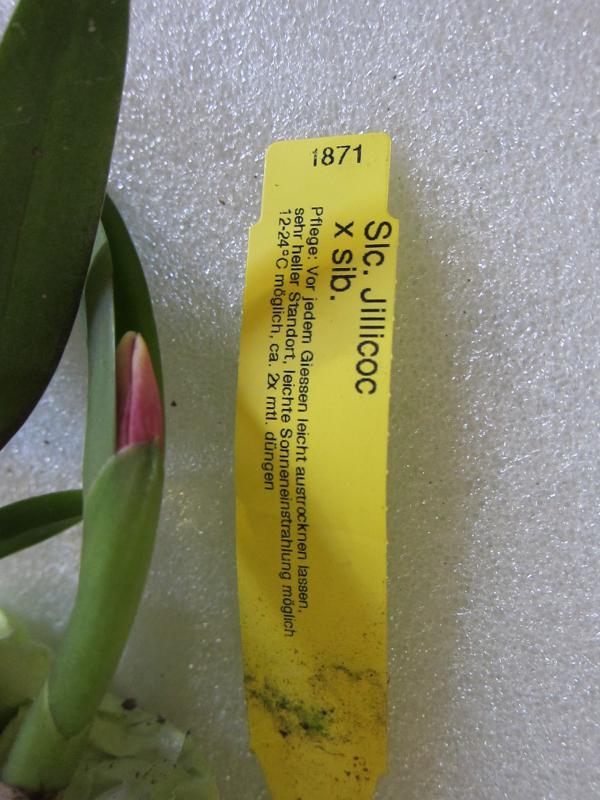 1871
Slc. Jillicoc
x sib.
Pflege: Vor jedem Giessen leicht austrocknen lassen,
sehr heller Standort, leichte Sonneneinstrahlung möglich
12-24°C möglich, ca. 2x mtl. düngen